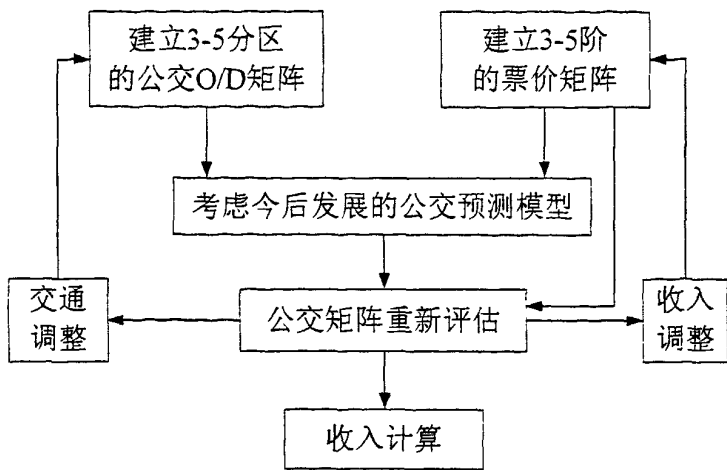 建立3-5分区
的公交O/D矩阵
建立3-5阶
的票价矩阵
考虑今后发展的公交预测模型
交通
调整
公交矩阵重新评估
收入
调整
收入计算